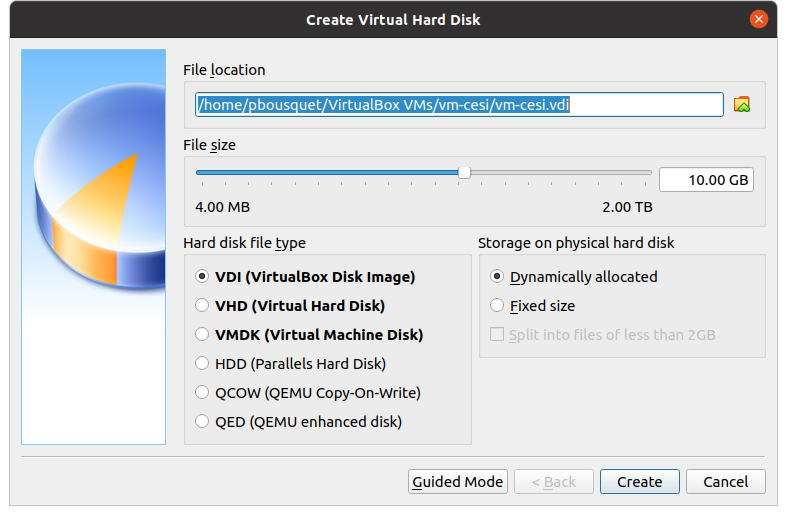 Create Virtual Hard Disk
File location
/home/pbousquet/VirtualBox VMs/vm-cesi/vm-cesi.vdi
File size
10.00 GB
4.00 MB 2.00 TB
Hard disk file type
VDI (VirtualBox Disk Image)
VHD (Virtual Hard Disk)
VMDK (Virtual Machine Disk)
HDD (Parallels Hard Disk)
QCOW (QEMU Copy-On-Write)
QED (QEMU enhanced disk)
Storage on physical hard disk
Dynamically allocated
Fixed size
Split into files of less than 2GB
Guided Mode < Back Create Cancel